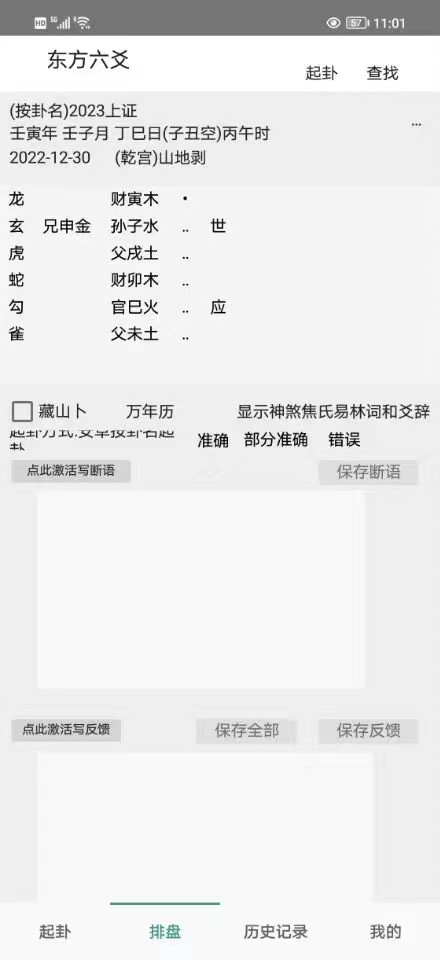 HD 5G 6 57 11:01
东方六爻
起卦 查找
(按卦名)2023上证
壬寅年 壬子月 丁巳日(子丑空)丙午时 ...
2022-12-30 (乾宫)山地剥
龙 财寅木 •
玄 兄申金 孙子水 .. 世
虎 父戌土 ..
蛇 财卯木 ..
勾 官巳火 .. 应
雀 父未土 ..
藏山卜 万年历 显示神煞焦氏易林词和爻辞
起卦方式:安卓按卦名起
卦 准确 部分准确 错误
点此激活写断语 保存断语
点此激活写反馈 保存全部 保存反馈
起卦 排盘 历史记录 我的